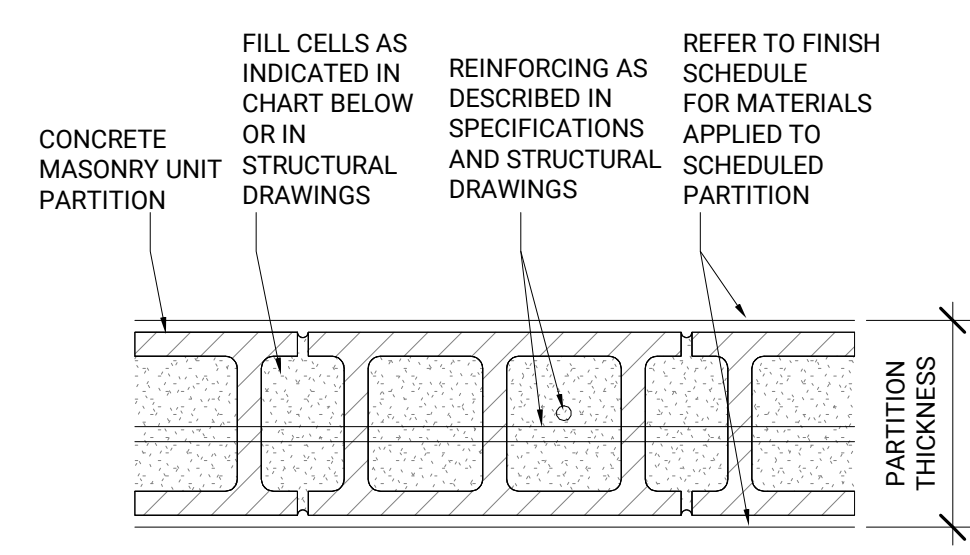 CONCRETE
MASONRY UNIT
PARTITION
FILL CELLS AS
INDICATED IN
CHART BELOW
OR IN
STRUCTURAL
DRAWINGS
REINFORCING AS
DESCRIBED IN
SPECIFICATIONS
AND STRUCTURAL
DRAWINGS
REFER TO FINISH
SCHEDULE
FOR MATERIALS
APPLIED TO
SCHEDULED
PARTITION
PARTITION
THICKNESS